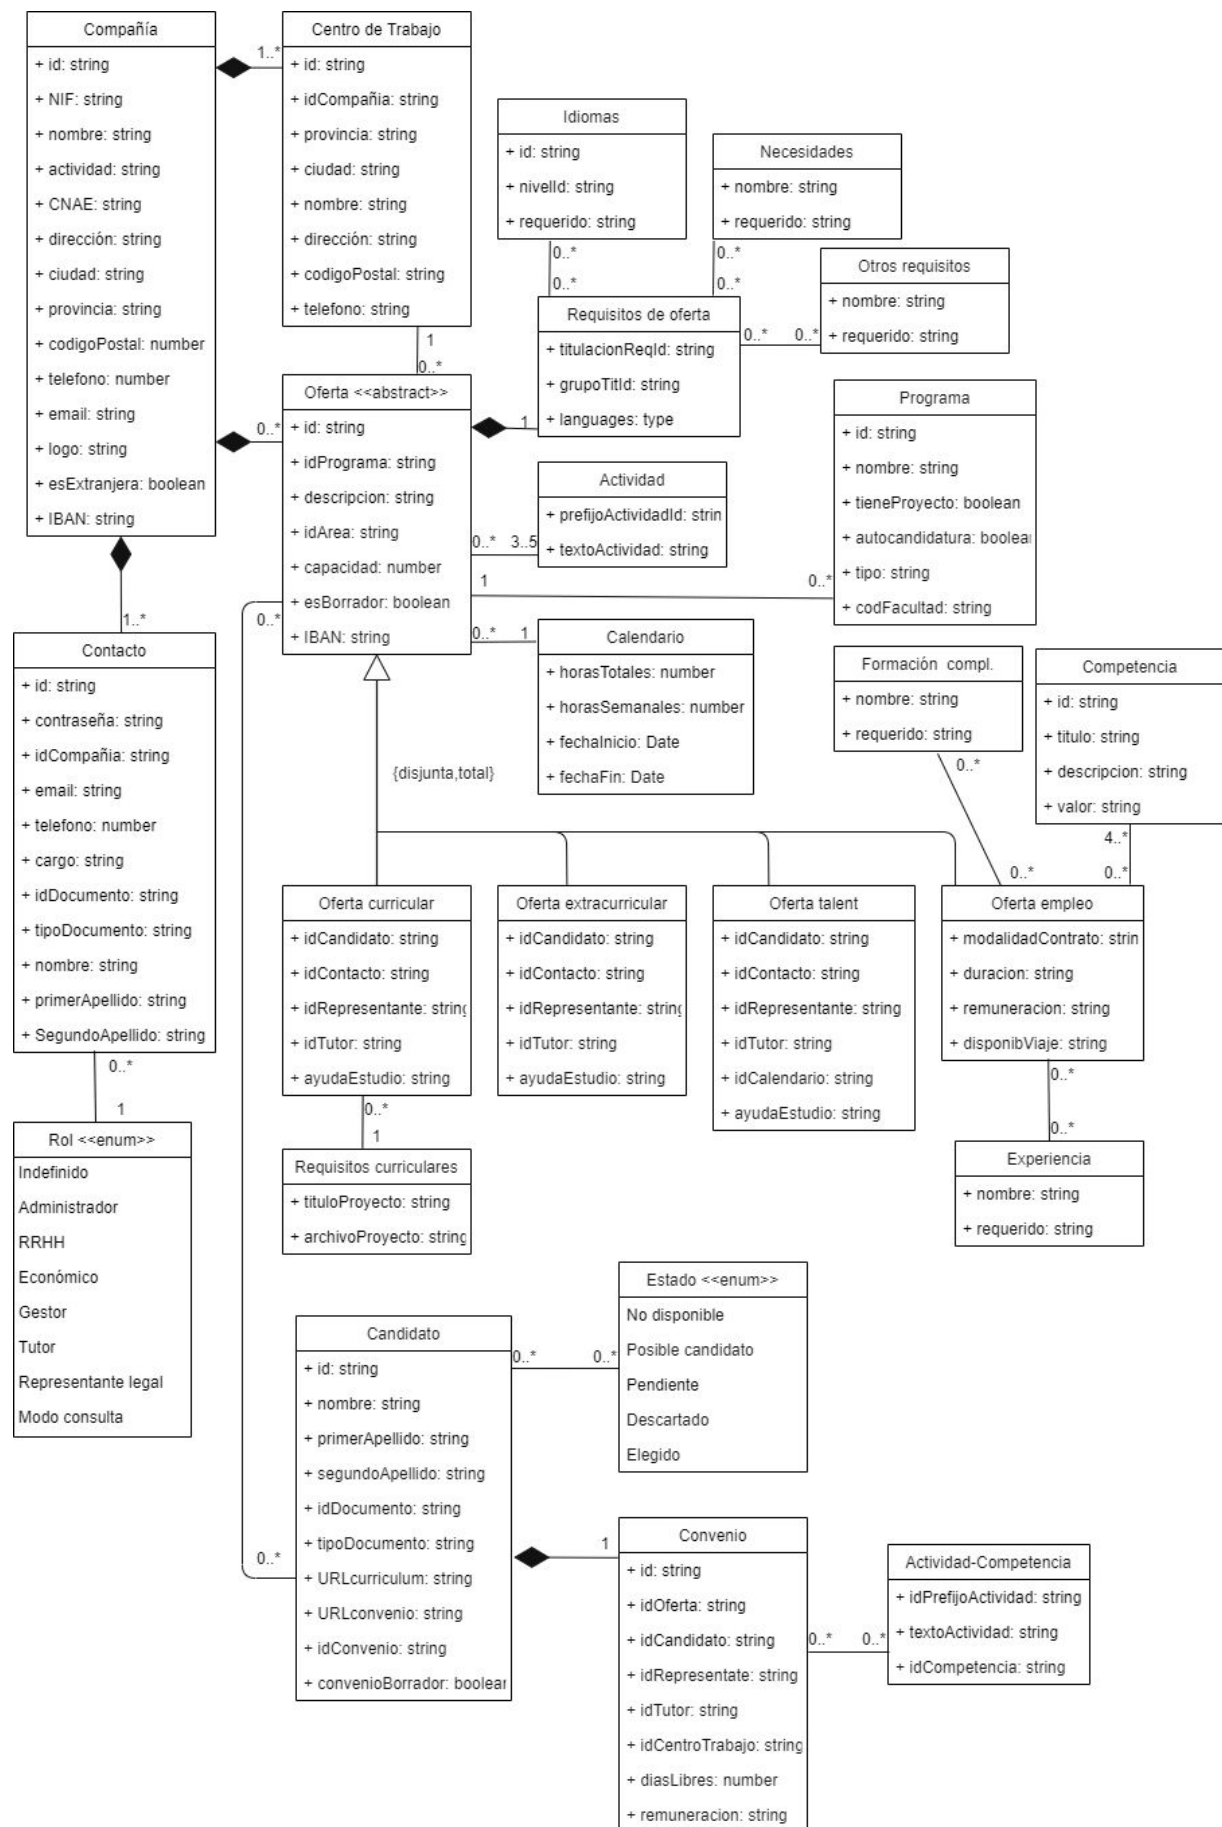 Compañía
+ id: string
+ NIF: string
+ nombre: string
+ actividad: string
+ CNAE: string
+ dirección: string
+ ciudad: string
+ provincia: string
+ codigoPostal: number
+ telefono: number
+ email: string
+ logo: string
+ esExtranjera: boolean
+ IBAN: string
1..*
Centro de Trabajo
+ id: string
+ idCompañia: string
+ provincia: string
+ ciudad: string
+ nombre: string
+ dirección: string
+ codigoPostal: string
+ telefono: string
1
0..*
Idiomas
+ id: string
+ nivelId: string
+ requerido: string
0..*
0..*
Necesidades
+ nombre: string
+ requerido: string
0..*
0..*
Otros requisitos
+ nombre: string
+ requerido: string
Requisitos de oferta
+ titulacionReqId: string
+ grupoTitId: string
+ languages: type
0..*
0..*
0..*
Oferta <<abstract>>
+ id: string
+ idPrograma: string
+ descripcion: string
+ idArea: string
+ capacidad: number
+ esBorrador: boolean
+ IBAN: string
1
Actividad
+ prefijoActividadId: strin
+ textoActividad: string
0..*
3..5
Programa
+ id: string
+ nombre: string
+ tieneProyecto: boolean
+ autocandidatura: boolea
+ tipo: string
+ codFacultad: string
1
0..*
0..*
0..*
1
Calendario
+ horasTotales: number
+ horasSemanales: number
+ fechaInicio: Date
+ fechaFin: Date
1..*
Contacto
+ id: string
+ contraseña: string
+ idCompañia: string
+ email: string
+ telefono: number
+ cargo: string
+ idDocumento: string
+ tipoDocumento: string
+ nombre: string
+ primerApellido: string
+ SegundoApellido: string
0..*
1
Formación compl.
+ nombre: string
+ requerido: string
0..*
0..*
Competencia
+ id: string
+ titulo: string
+ descripcion: string
+ valor: string
4..*
0..*
{disjunta,total}
Oferta curricular
+ idCandidato: string
+ idContacto: string
+ idRepresentante: string
+ idTutor: string
+ ayudaEstudio: string
0..*
1
Oferta extracurricular
+ idCandidato: string
+ idContacto: string
+ idRepresentante: string
+ idTutor: string
+ ayudaEstudio: string
Oferta talent
+ idCandidato: string
+ idContacto: string
+ idRepresentante: string
+ idTutor: string
+ idCalendario: string
+ ayudaEstudio: string
Oferta empleo
+ modalidadContrato: strin
+ duracion: string
+ remuneracion: string
+ disponibViaje: string
0..*
0..*
Rol <<enum>>
Indefinido
Administrador
RRHH
Económico
Gestor
Tutor
Representante legal
Modo consulta
Requisitos curriculares
+ tituloProyecto: string
+ archivoProyecto: string
Experiencia
+ nombre: string
+ requerido: string
Estado <<enum>>
No disponible
Posible candidato
Pendiente
Descartado
Elegido
Candidato
+ id: string
+ nombre: string
+ primerApellido: string
+ segundoApellido: string
+ idDocumento: string
+ tipoDocumento: string
+ URLcurriculum: string
+ URLconvenio: string
+ idConvenio: string
+ convenioBorrador: boolear
0..*
0..*
0..*
1
Convenio
+ id: string
+ idOferta: string
+ idCandidato: string
+ idRepresentate: string
+ idTutor: string
+ idCentroTrabajo: string
+ diasLibres: number
+ remuneracion: string
0..*
0..*
Actividad-Competencia
+ idPrefijoActividad: string
+ textoActividad: string
+ idCompetencia: string